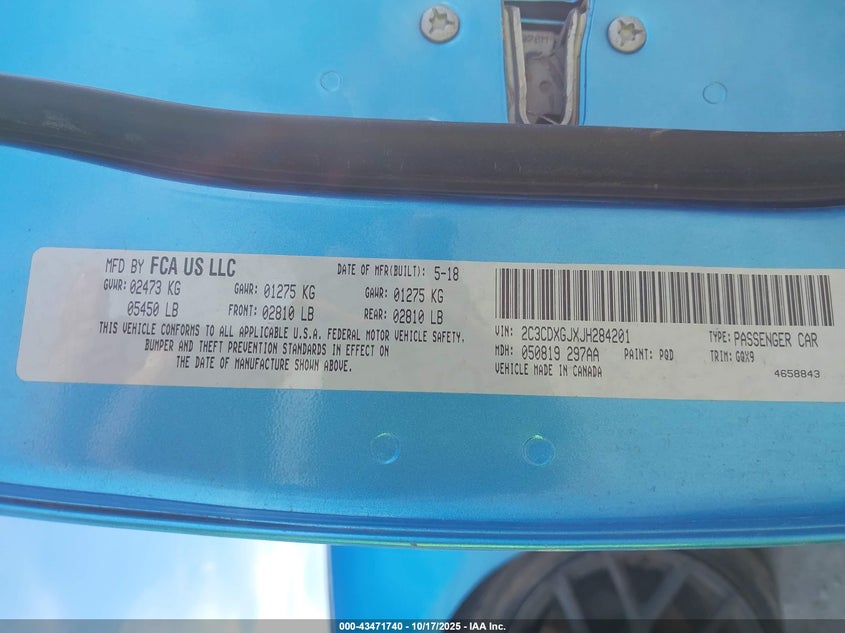 MFD BY FCA US LLC
DATE OF MFR(BUILT): 5-18
GVWR: 02473 KG GAWR: 01275 KG GAWR: 01275 KG
05450 LB FRONT: 02810 LB REAR: 02810 LB
THIS VEHICLE CONFORMS TO ALL APPLICABLE U.S.A. FEDERAL MOTOR VEHICLE SAFETY,
BUMPER AND THEFT PREVENTION STANDARDS IN EFFECT ON
THE DATE OF MANUFACTURE SHOWN ABOVE.
VIN: 2C3CDXGJXJH284201 TYPE: PASSENGER CAR
MDH: 050819 297AA PAINT: PQD TRIM: GQX9
VEHICLE MADE IN CANADA 4658843
000-43471740 - 10/17/2025 - IAA Inc.